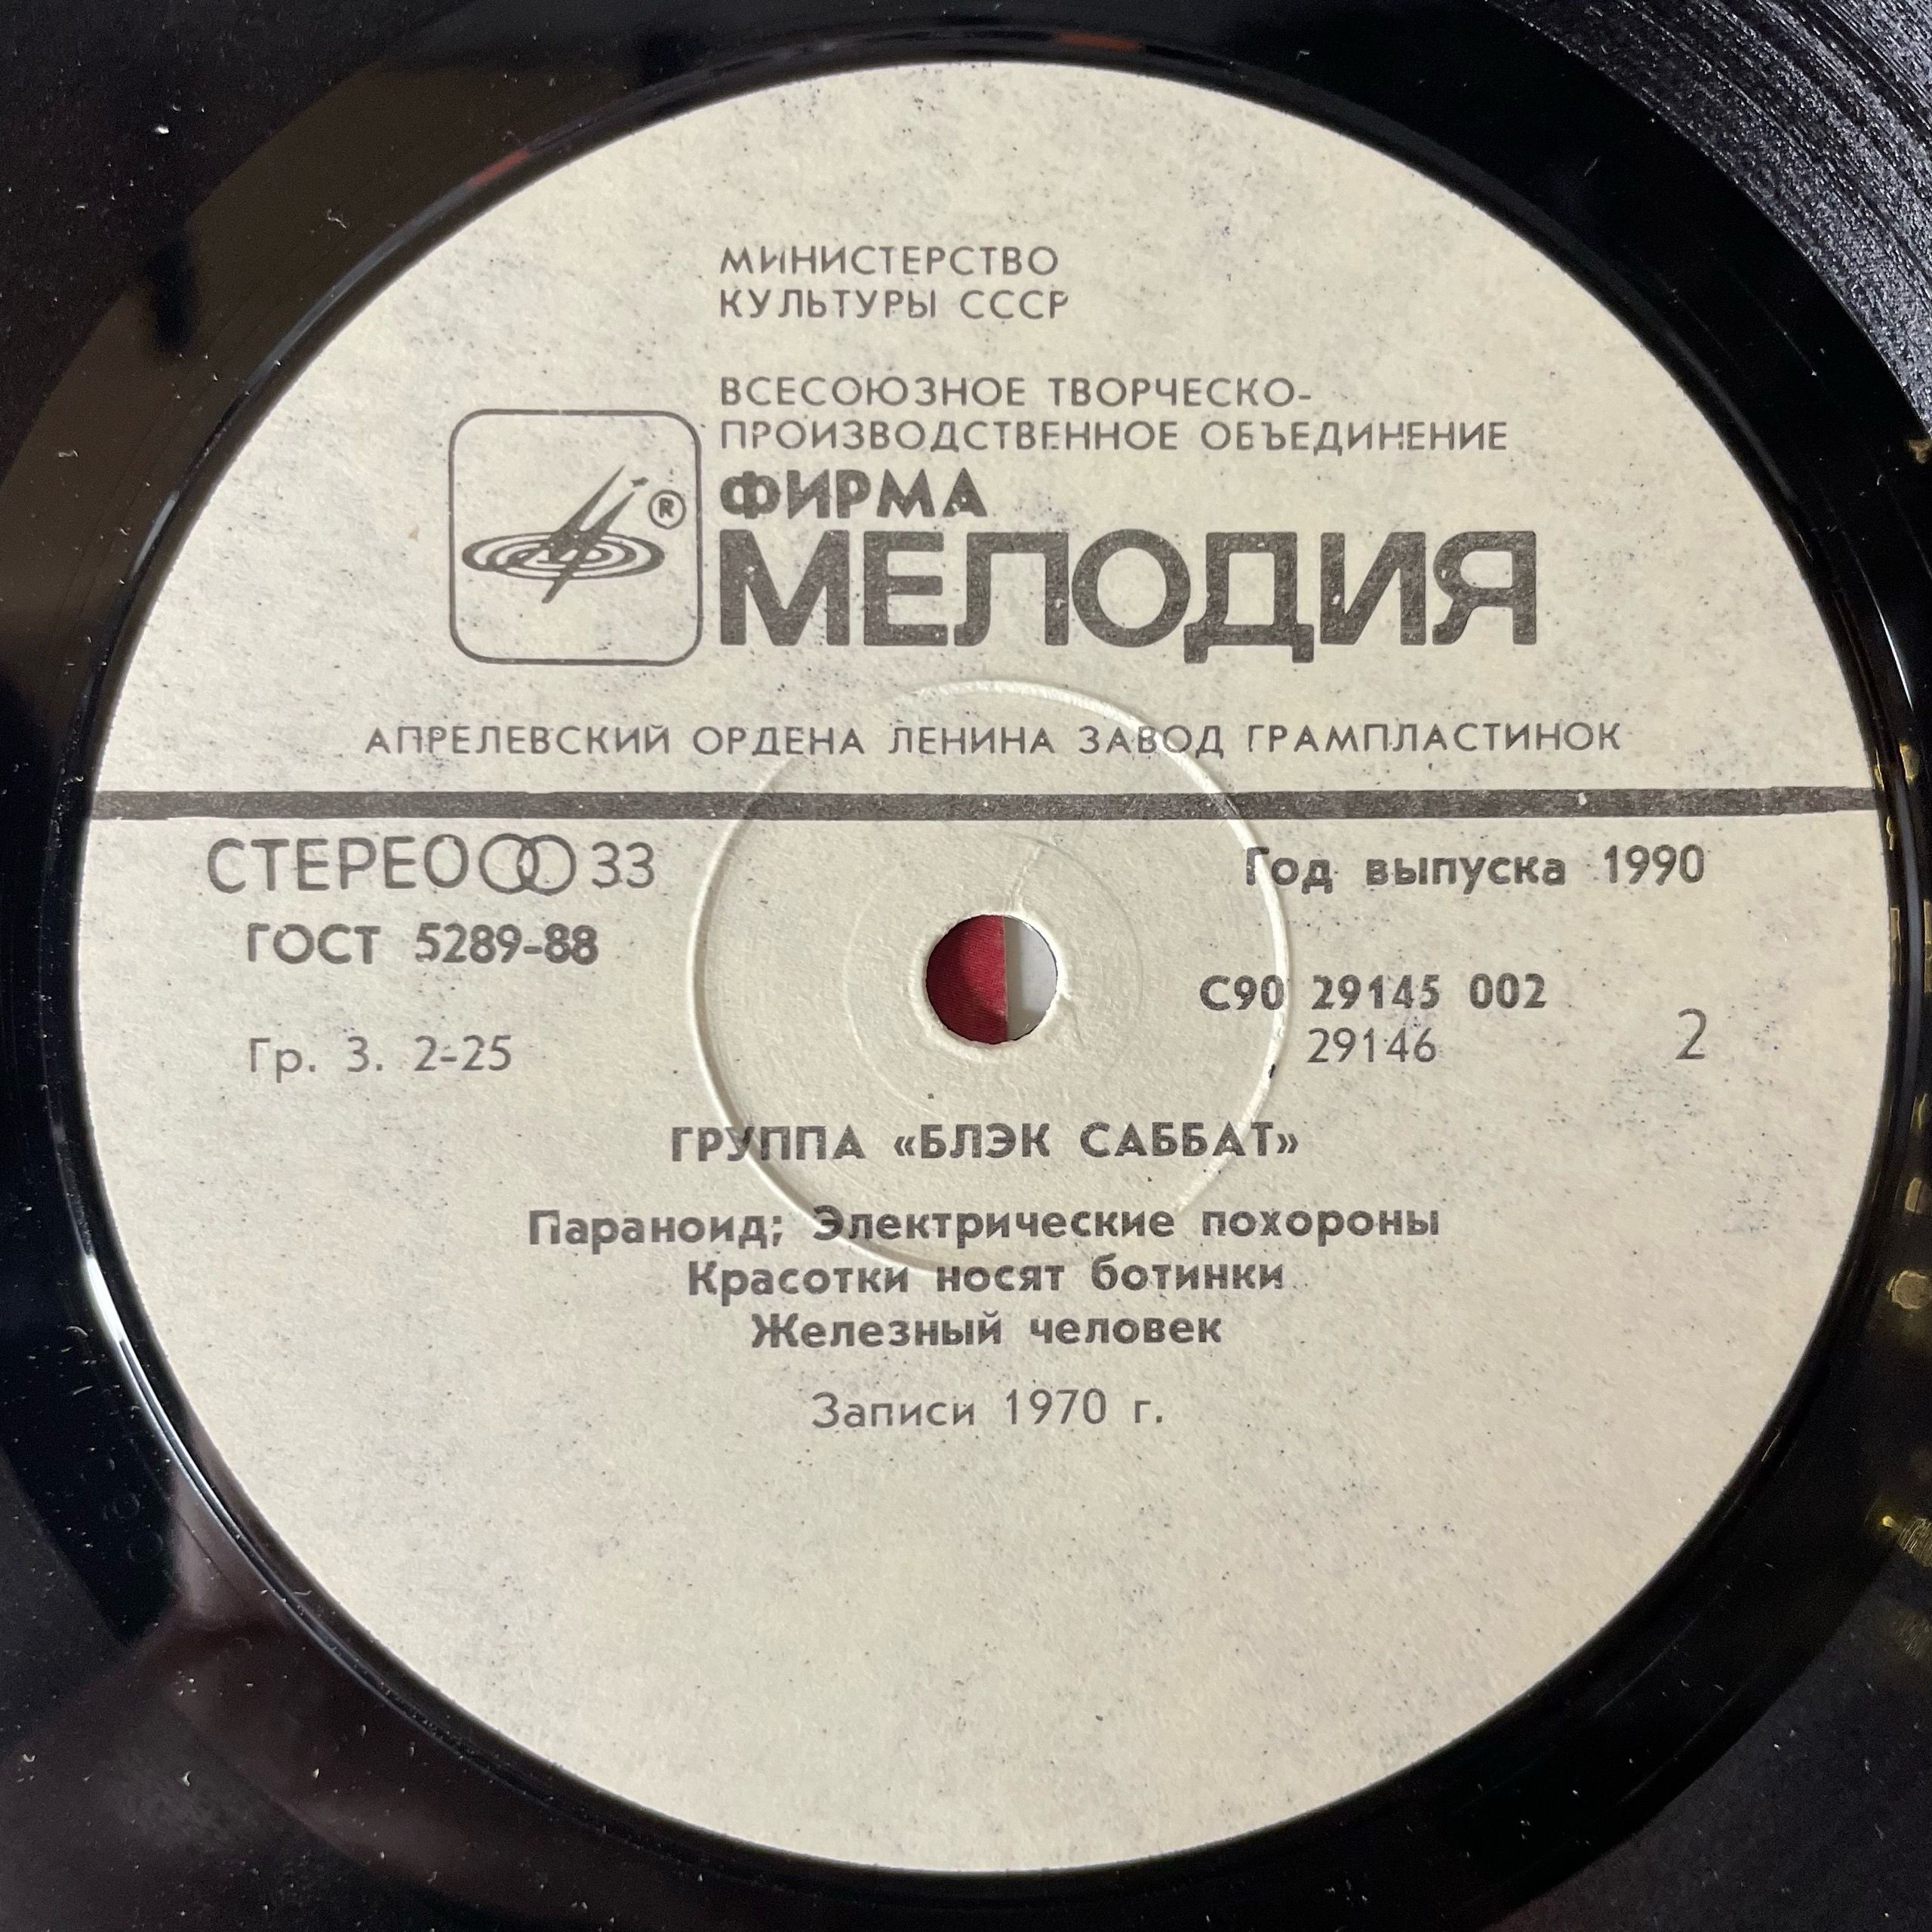 МИНИСТЕРСТВО
КУЛЬТУРЫ СССР
ВСЕСОЮЗНОЕ ТВОРЧЕСКО-
ПРОИЗВОДСТВЕННОЕ ОБЪЕДИНЕНИЕ
®
ФИРМА
МЕЛОДИЯ
АПРЕЛЕВСКИЙ ОРДЕНА ЛЕНИНА ЗАВОД ГРАМПЛАСТИНОК
СТЕРЕО 33
Год выпуска 1990
ГОСТ 5289-88
С90 29145 002
Гр. 3. 2-25
29146
2
ГРУППА «БЛЭК САББАТ»
Параноид; Электрические похороны
Красотки носят ботинки
Железный человек
Записи 1970 г.